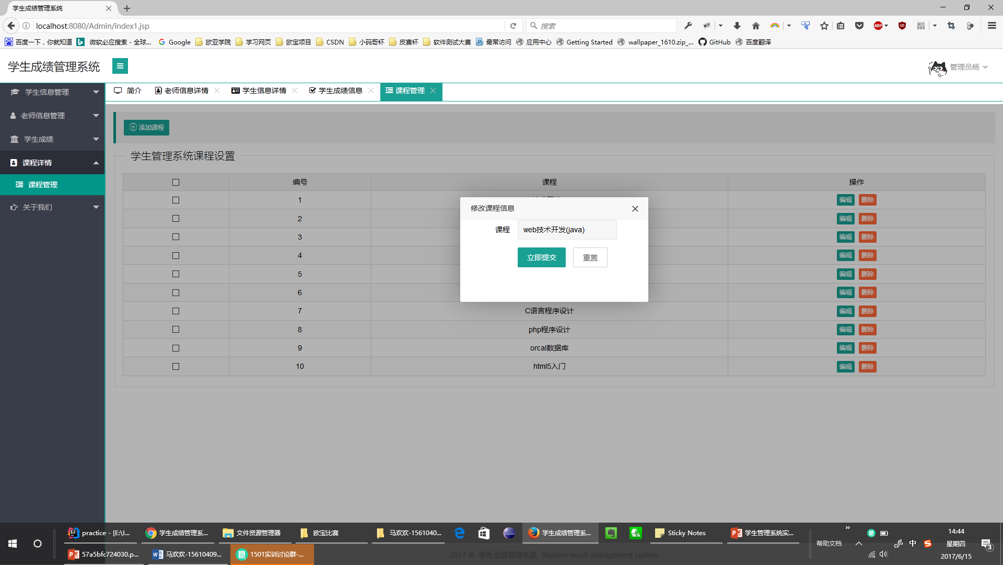 学生成绩管理系统
localhost:8080/Admin/index1.jsp
搜索
百度一下，你就知道 微软必应搜索 - 全球... Google 欧亚学院 学习网页 欧宝项目 CSDN 小码哥杯 皮赛杯 软件测试大赛 最常访问 应用中心 Getting Started wallpaper_1610.zip_... GitHub 百度翻译
学生成绩管理系统
管理员杨
学生信息管理
老师信息管理
学生成绩
课程详情
课程管理
关于我们
简介 老师信息详情 学生信息详情 学生成绩信息 课程管理
添加课程
学生管理系统课程设置
编号 课程 操作
1 编辑 删除
2 编辑 删除
3 编辑 删除
4 编辑 删除
5 编辑 删除
6 编辑 删除
7 C语言程序设计 编辑 删除
8 php程序设计 编辑 删除
9 orcal数据库 编辑 删除
10 html5入门 编辑 删除
修改课程信息
课程 web技术开发(java)
立即提交 重置
2017 © 学生成绩管理系统 Student result management system
practice - [E:\I... 学生成绩管理系... 文件资源管理器 欧宝比赛 马欢欢-1561040... 学生成绩管理系... Sticky Notes 学生管理系统实...
57a5bfc724030.p... 马欢欢-15610409... 1501实训讨论群-...
帮助文档
中
14:44
星期四
2017/6/15
3